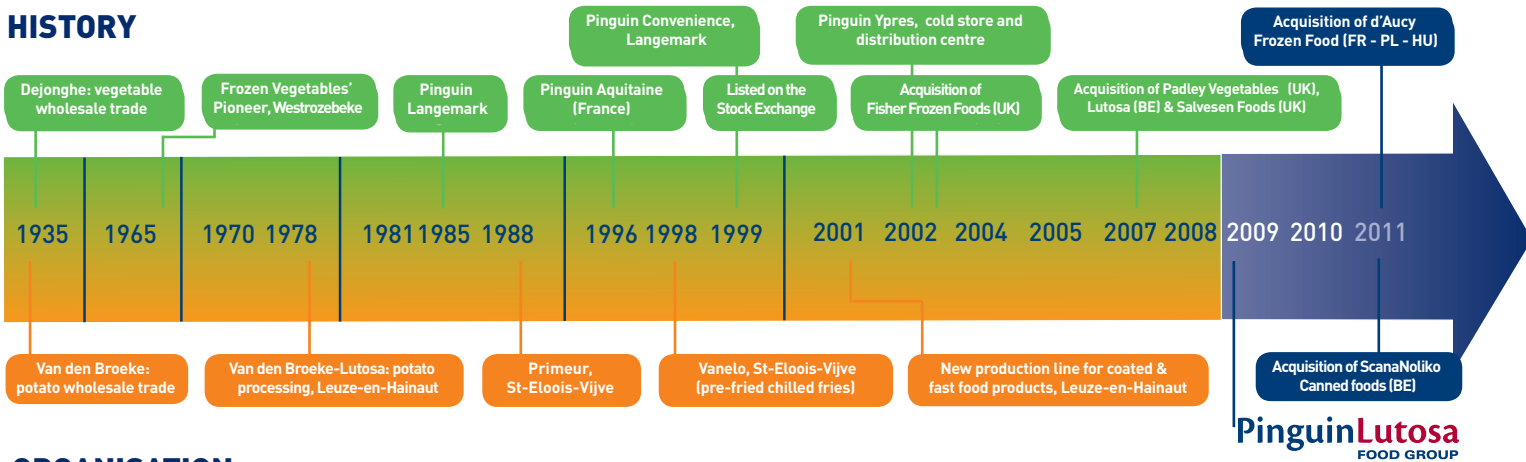 HISTORY
Pinguin Convenience,
Langemark
Pinguin Ypres, cold store and
distribution centre
Acquisition of d’Aucy
Frozen Food (FR - PL - HU)
Dejonghe: vegetable
wholesale trade
Frozen Vegetables’
Pioneer, Westrozebeke
Pinguin
Langemark
Pinguin Aquitaine
(France)
Listed on the
Stock Exchange
Acquisition of
Fisher Frozen Foods (UK)
Acquisition of Padley Vegetables (UK),
Lutosa (BE) & Salvesen Foods (UK)
1935 1965 1970 1978 1981 1985 1988 1996 1998 1999 2001 2002 2004 2005 2007 2008 2009 2010 2011
Van den Broeke:
potato wholesale trade
Van den Broeke-Lutosa: potato
processing, Leuze-en-Hainaut
Primeur,
St-Eloois-Vijve
Vanelo, St-Eloois-Vijve
(pre-fried chilled fries)
New production line for coated &
fast food products, Leuze-en-Hainaut
Acquisition of ScanaNoliko
Canned foods (BE)
PinguinLutosa
FOOD GROUP
ORGANISATION